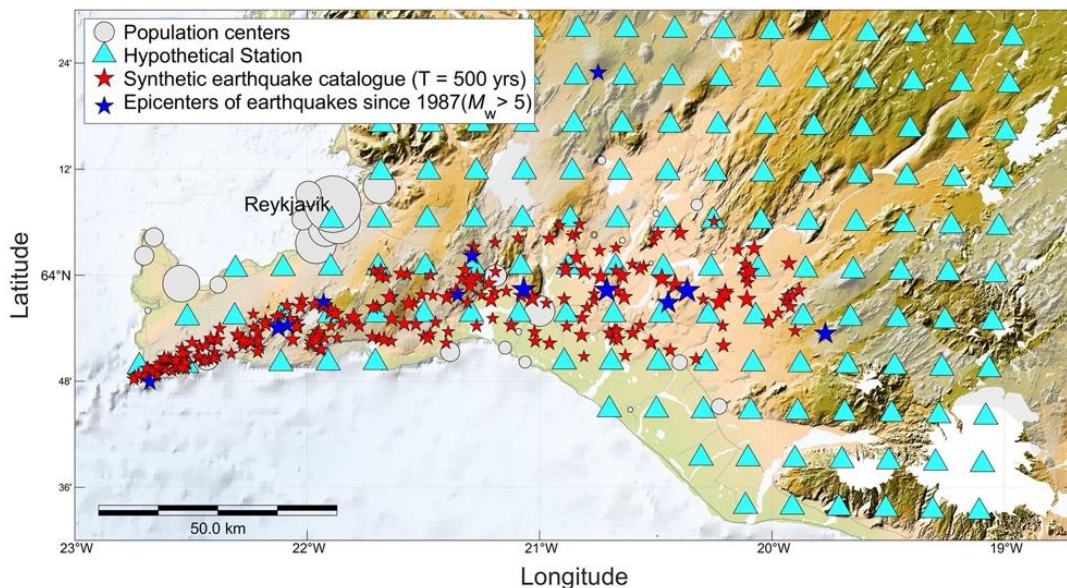 Population centers
Hypothetical Station
Synthetic earthquake catalogue (T = 500 yrs)
Epicenters of earthquakes since 1987(Mw> 5)
24'
12'
Reykjavik
64°N
48'
36'
Latitude
50.0 km
23°W
22°W
21°W
20°W
19°W
Longitude